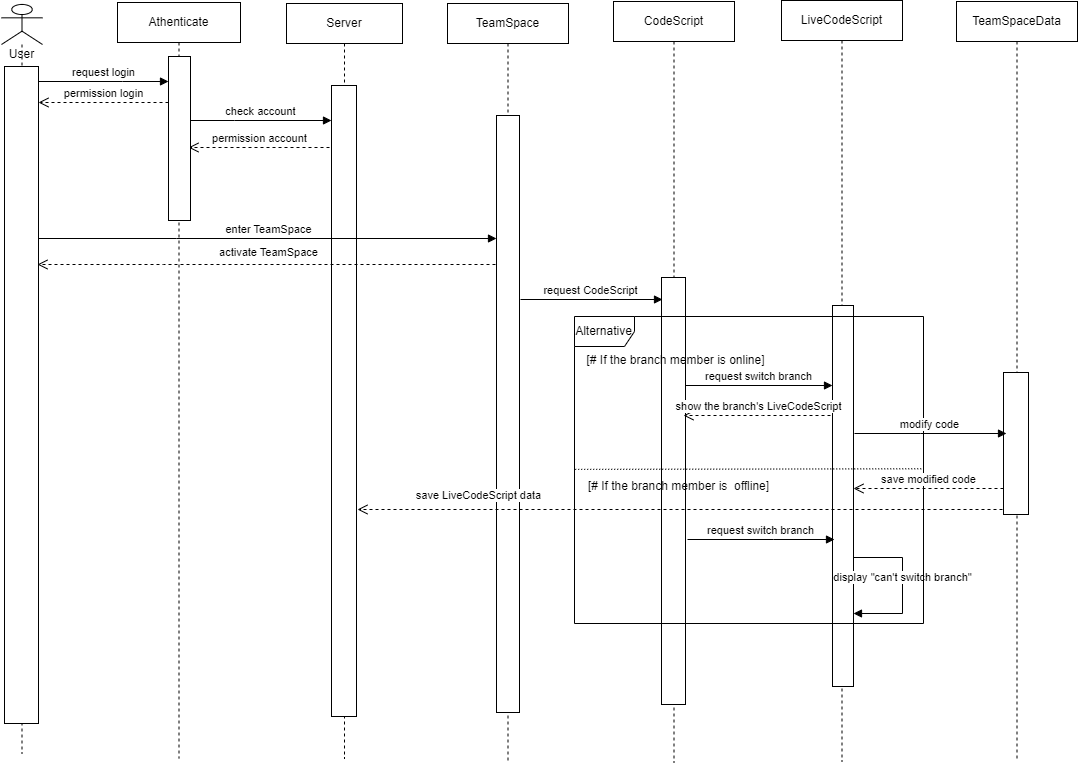 User
Athenticate
Server
TeamSpace
CodeScript
LiveCodeScript
TeamSpaceData
request login
permission login
check account
permission account
enter TeamSpace
activate TeamSpace
request CodeScript
Alternative
[# If the branch member is online]
request switch branch
show the branch's LiveCodeScript
modify code
save modified code
[# If the branch member is  offline]
save LiveCodeScript data
request switch branch
display "can't switch branch"